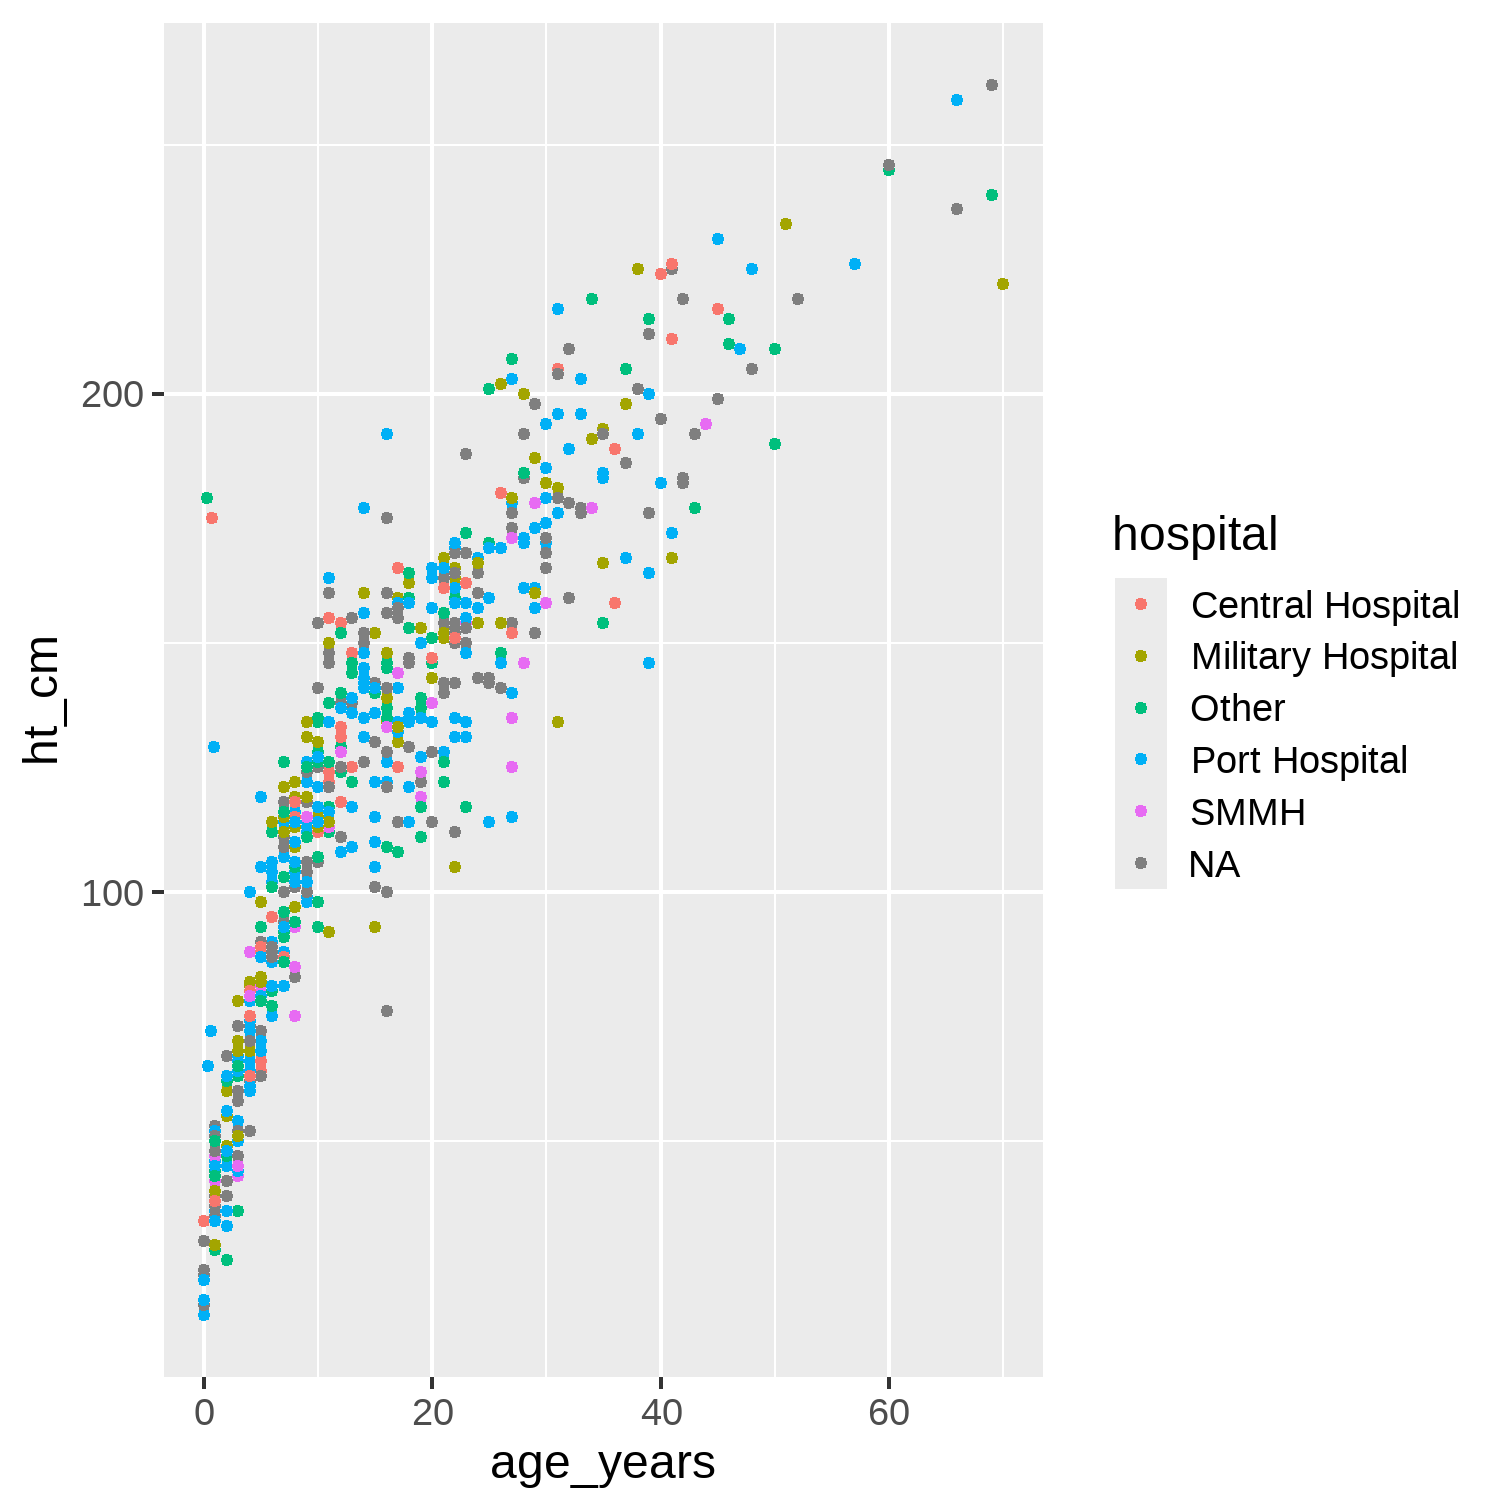 200
100
ht_cm
0
20
40
60
age_years
hospital
Central Hospital
Military Hospital
Other
Port Hospital
SMMH
NA